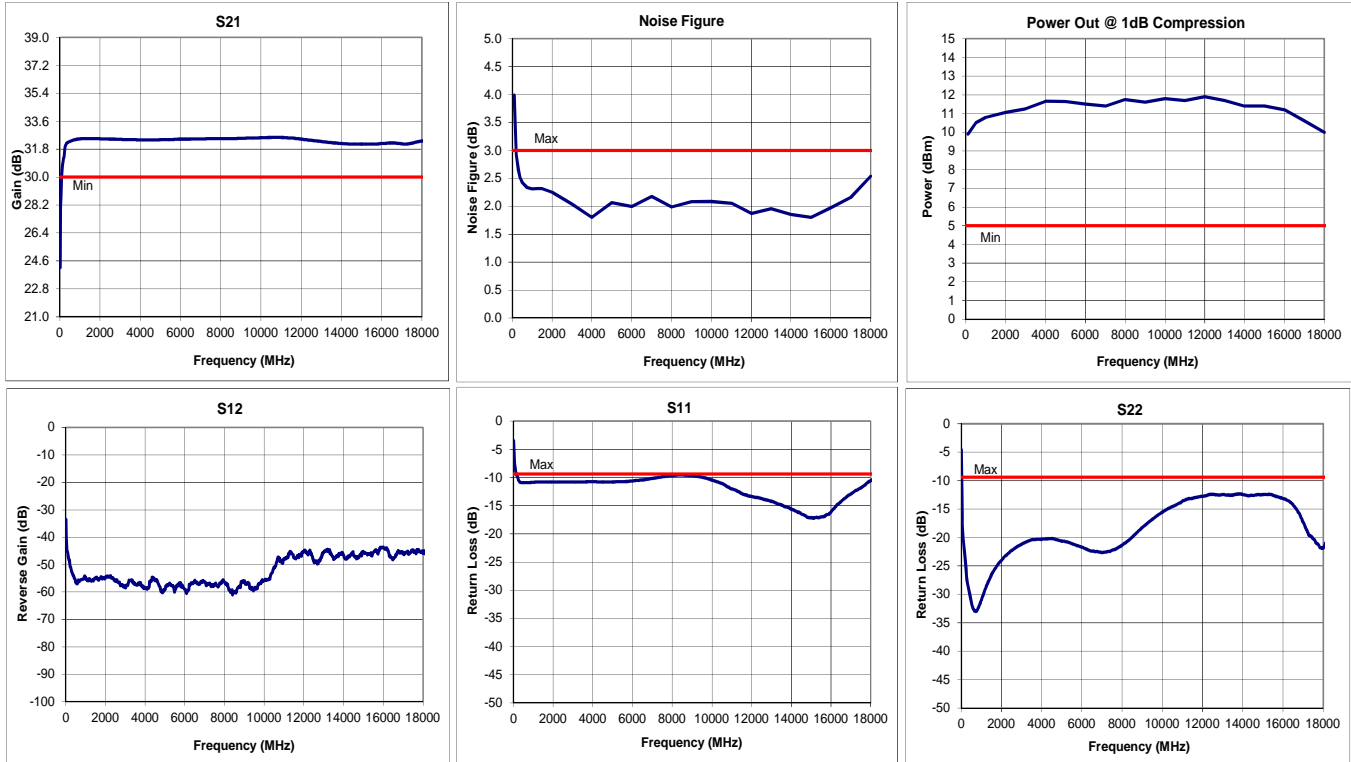 S21
39.0
37.2
35.4
33.6
31.8
30.0
28.2
26.4
24.6
22.8
21.0
Gain (dB)
Min
0 2000 4000 6000 8000 10000 12000 14000 16000 18000
Frequency (MHz)
Noise Figure
5.0
4.5
4.0
3.5
3.0
2.5
2.0
1.5
1.0
0.5
0.0
Noise Figure (dB)
Max
0 2000 4000 6000 8000 10000 12000 14000 16000 18000
Frequency (MHz)
Power Out @ 1dB Compression
15
14
13
12
11
10
9
8
7
6
5
4
3
2
1
0
Power (dBm)
Min
0 2000 4000 6000 8000 10000 12000 14000 16000 18000
Frequency (MHz)
S12
0
-10
-20
-30
-40
-50
-60
-70
-80
-90
-100
Reverse Gain (dB)
0 2000 4000 6000 8000 10000 12000 14000 16000 18000
Frequency (MHz)
S11
0
-5
-10
-15
-20
-25
-30
-35
-40
-45
-50
Return Loss (dB)
Max
0 2000 4000 6000 8000 10000 12000 14000 16000 18000
Frequency (MHz)
S22
0
-5
-10
-15
-20
-25
-30
-35
-40
-45
-50
Return Loss (dB)
Max
0 2000 4000 6000 8000 10000 12000 14000 16000 18000
Frequency (MHz)